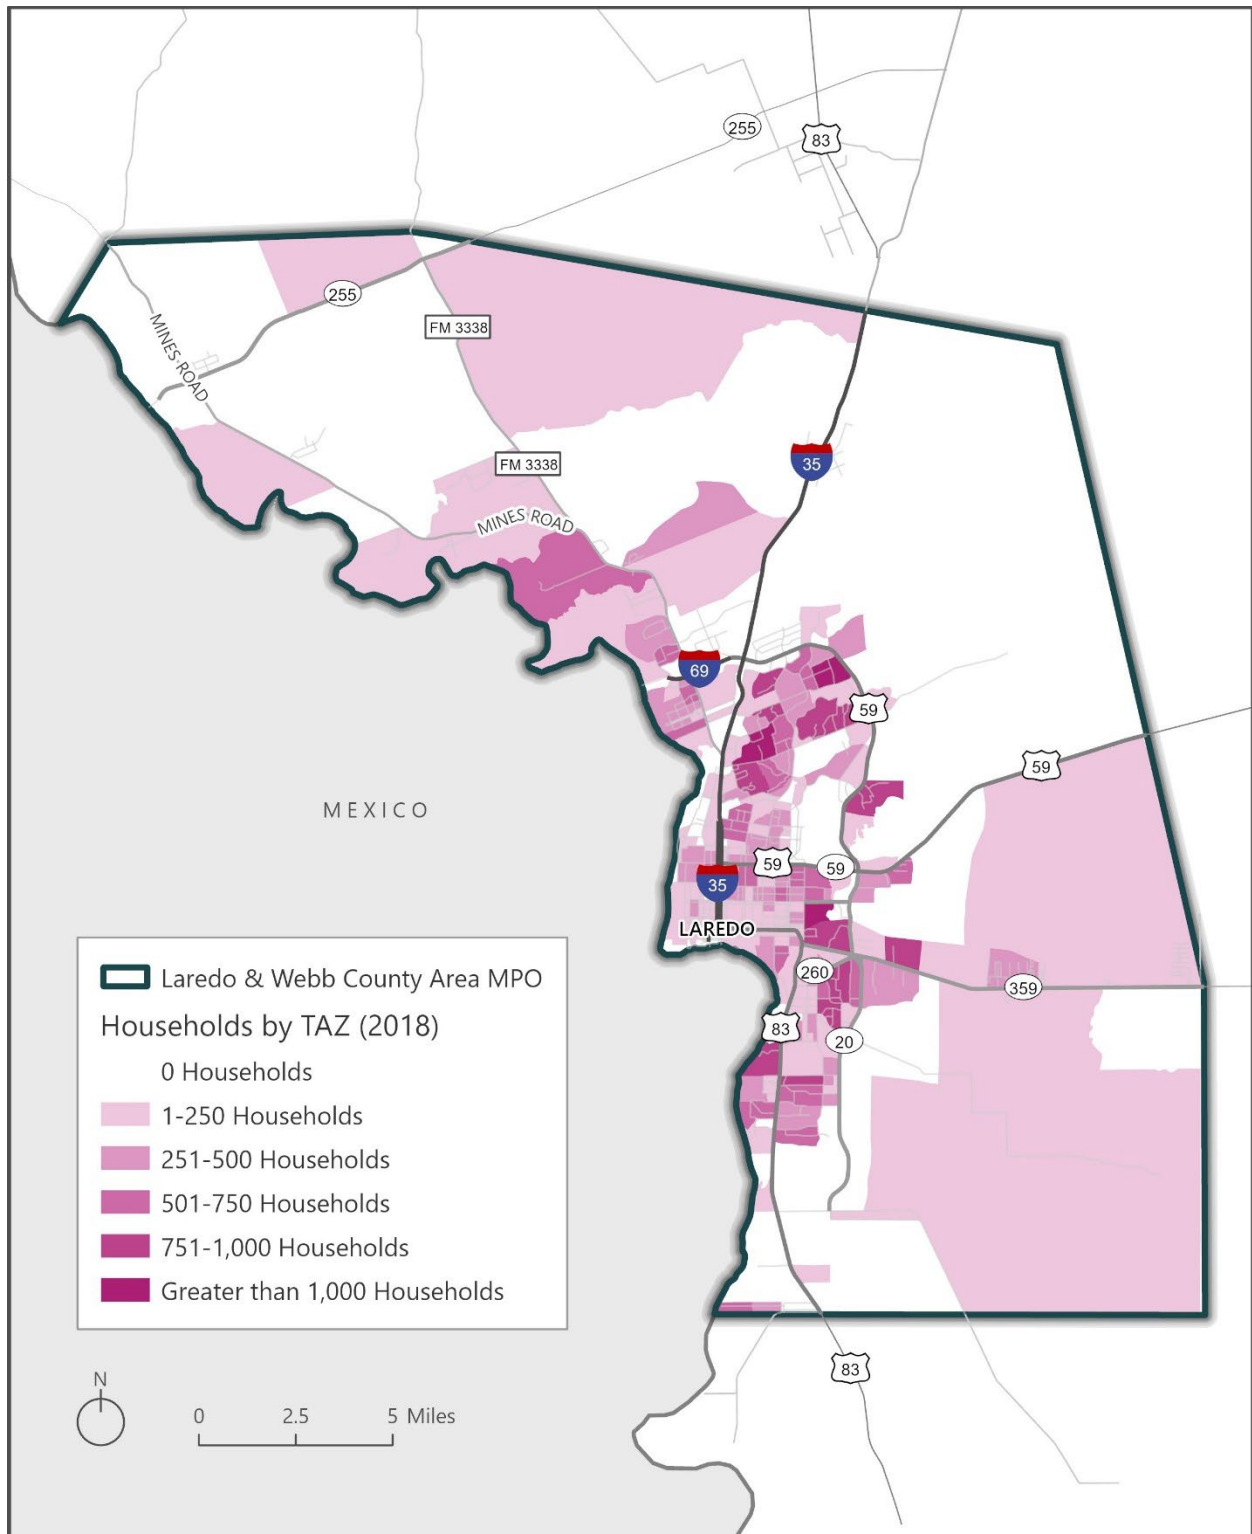 255
83
255
MINES ROAD
FM 3338
35
FM 3338
MINES ROAD
69
59
59
MEXICO
59
59
35
LAREDO
260
359
83
20
Laredo & Webb County Area MPO
Households by TAZ (2018)
0 Households
1-250 Households
251-500 Households
501-750 Households
751-1,000 Households
Greater than 1,000 Households
83
N
0 2.5 5 Miles